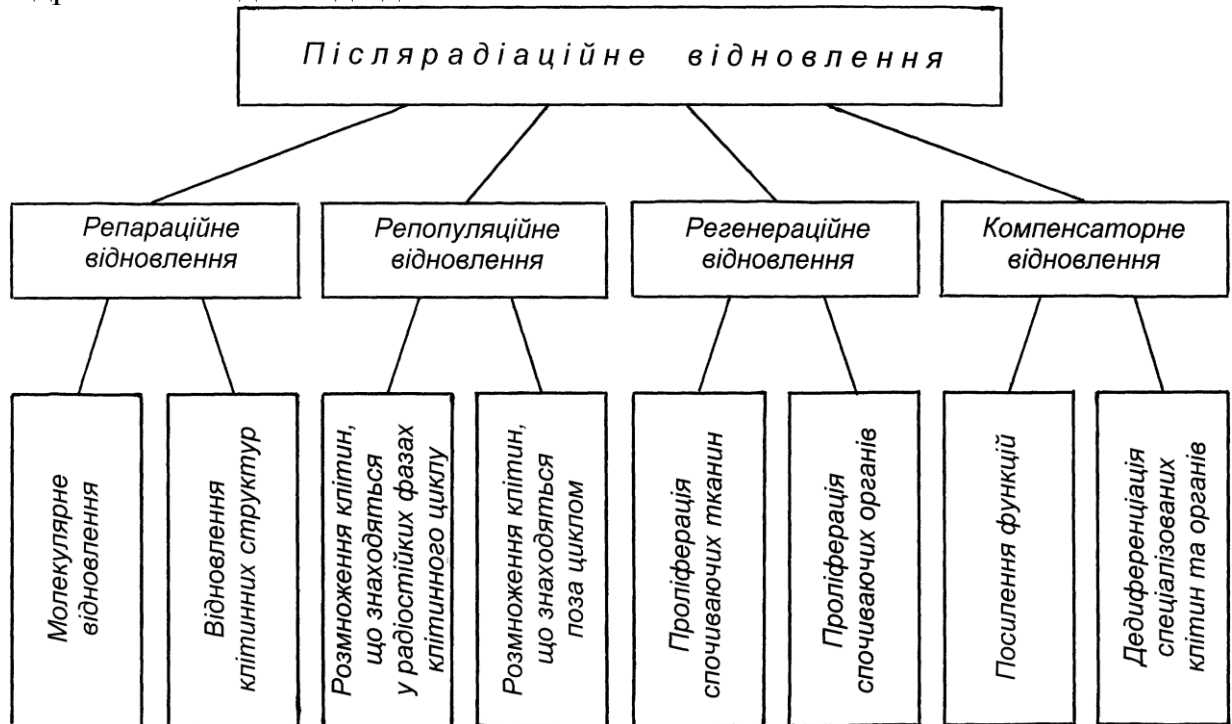 Післярадіаційне відновлення
Репараційне
відновлення
Репопуляційне
відновлення
Регенераційне
відновлення
Компенсаторне
відновлення
Молекулярне
відновлення
Відновлення
клітинних структур
Розмноження клітин,
що знаходяться
у радіостійких фазах
клітинного циклу
Розмноження клітин,
що знаходяться
поза циклом
Проліферація
спочиваючих тканин
Проліферація
спочиваючих органів
Посилення функцій
Дедиференціація
спеціалізованих
клітин та органів